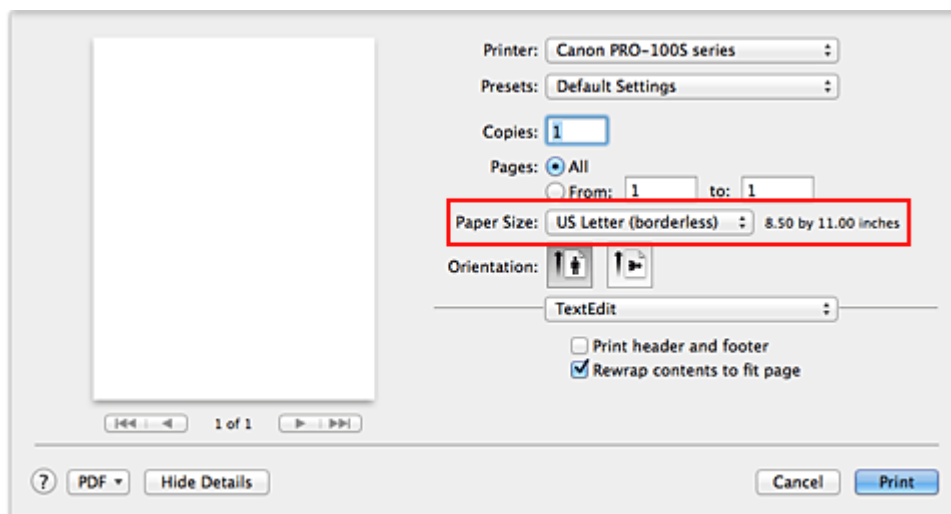 Printer: Canon PRO-100S series
Presets: Default Settings
Copies: 1
Pages: All
From: 1 to: 1
Paper Size: US Letter (borderless) 8.50 by 11.00 inches
Orientation:
TextEdit
Print header and footer
Rewrap contents to fit page
1 of 1
? PDF Hide Details Cancel Print